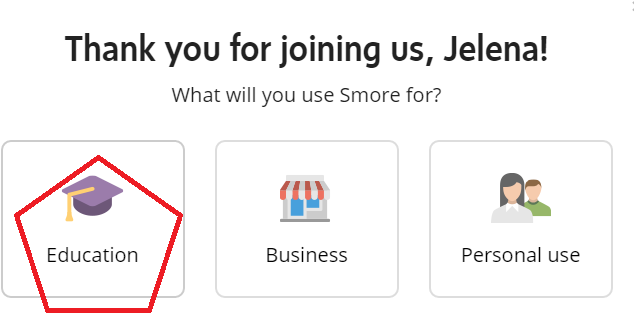 Thank you for joining us, Jelena!
What will you use Smore for?
Education
Business
Personal use